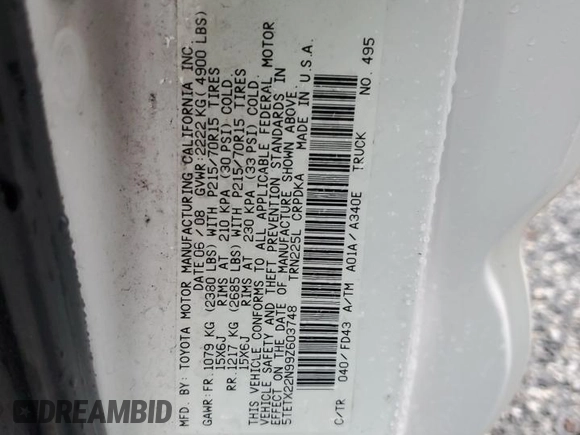 MFD. BY: TOYOTA MOTOR MANUFACTURING CALIFORNIA INC.
DATE 06 / 08 GVWR: 2222 KG ( 4900 LBS)
GAWR: FR. 1079 KG (2380 LBS) WITH P215/70R15 TIRES
15X6J RIMS AT 210 KPA (30 PSI) COLD
RR. 1217 KG (2685 LBS) WITH P215/70R15 TIRES
15X6J RIMS AT 230 KPA (33 PSI) COLD
THIS VEHICLE CONFORMS TO ALL APPLICABLE FEDERAL MOTOR
VEHICLE SAFETY AND THEFT PREVENTION STANDARDS IN
EFFECT ON THE DATE OF MANUFACTURE SHOWN ABOVE.
5TETX22N99Z603748 TRN225L CRPDKA MADE IN U.S.A.
C/TR 040/FD43 A/TM A01A/A340E TRUCK NO. 495
DREAMBID